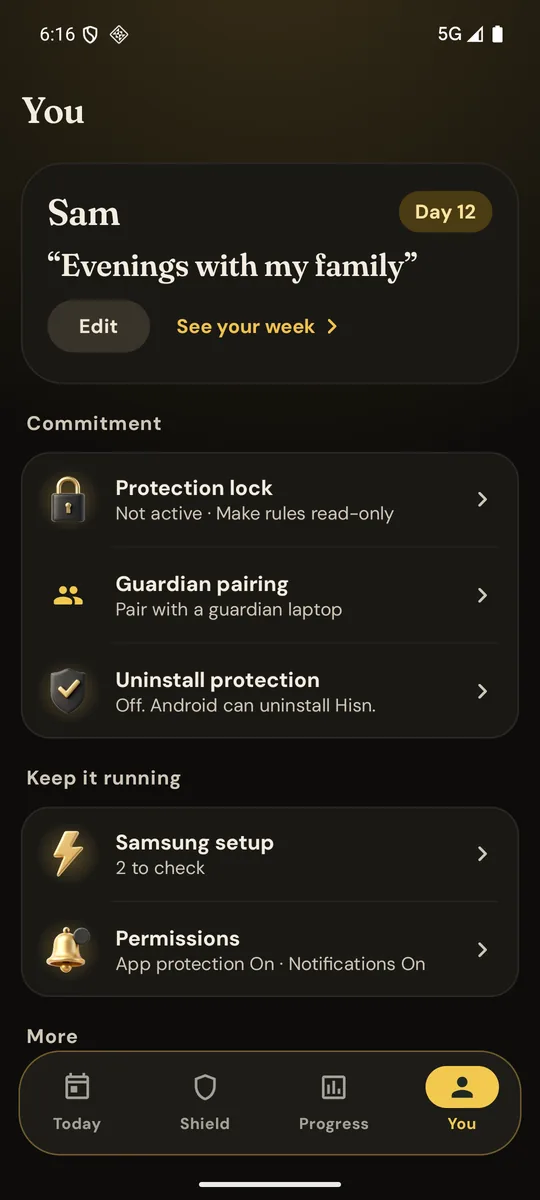 6:16
5G
You
Sam
Day 12
“Evenings with my family”
Edit
See your week
Commitment
Protection lock
Not active · Make rules read-only
Guardian pairing
Pair with a guardian laptop
Uninstall protection
Off. Android can uninstall Hisn.
Keep it running
Samsung setup
2 to check
Permissions
App protection On · Notifications On
More
Today
Shield
Progress
You